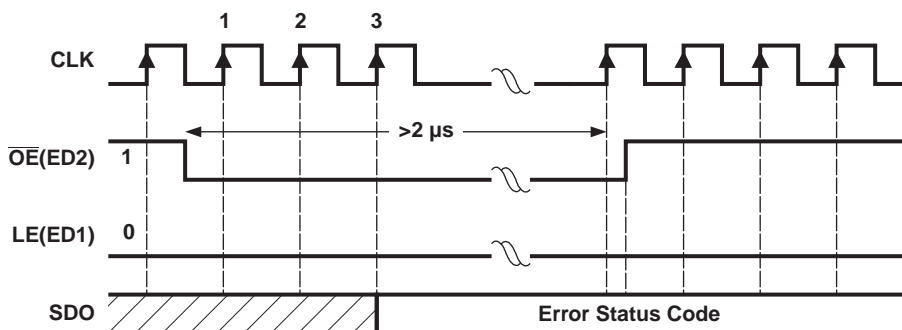 1 2 3
CLK
>2 µs
OE(ED2) 1
LE(ED1) 0
SDO Error Status Code